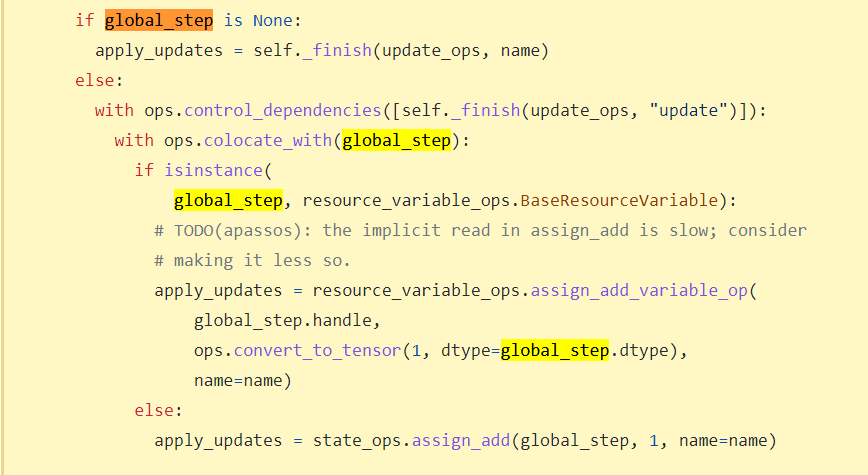 if global_step is None:
apply_updates = self._finish(update_ops, name)
else:
with ops.control_dependencies([self._finish(update_ops, "update")]):
with ops.colocate_with(global_step):
if isinstance(
global_step, resource_variable_ops.BaseResourceVariable):
# TODO(apassos): the implicit read in assign_add is slow; consider
# making it less so.
apply_updates = resource_variable_ops.assign_add_variable_op(
global_step.handle,
ops.convert_to_tensor(1, dtype=global_step.dtype),
name=name)
else:
apply_updates = state_ops.assign_add(global_step, 1, name=name)